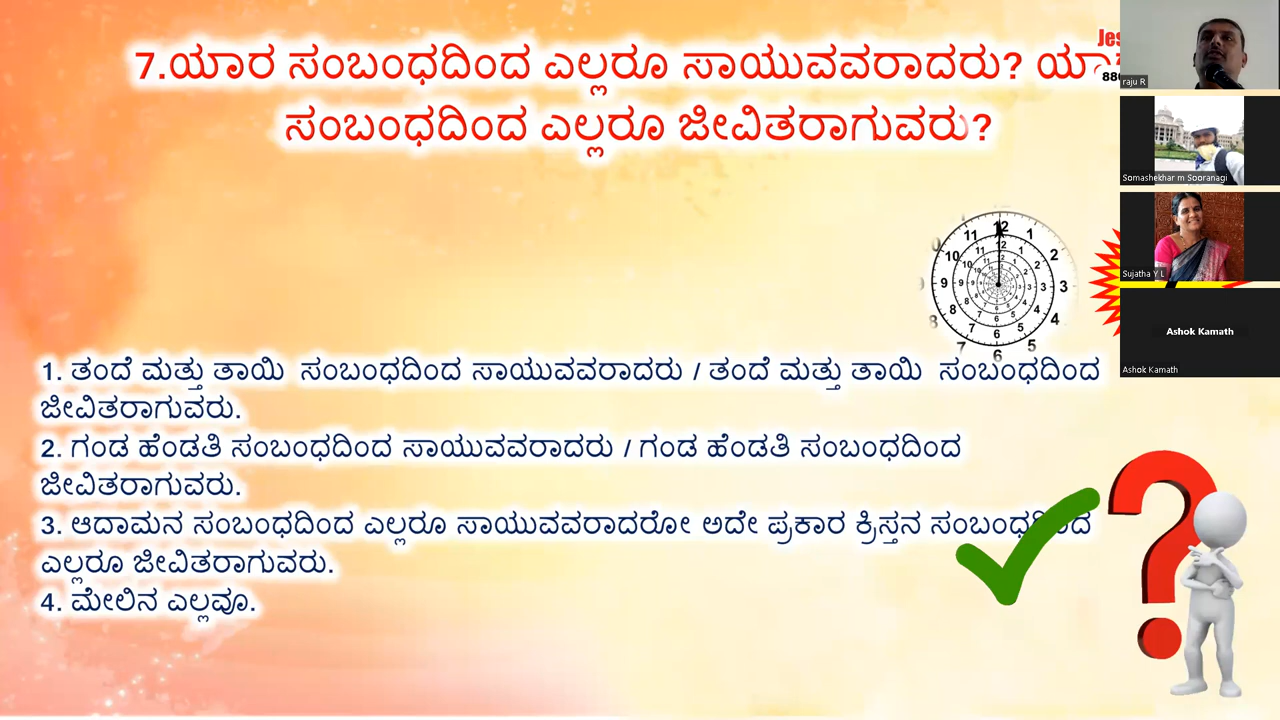 7.ಯಾರ ಸಂಬಂಧದಿಂದ ಎಲ್ಲರೂ ಸಾಯುವವರಾದರು?
ಸಂಬಂಧದಿಂದ ಎಲ್ಲರೂ ಜೀವಿತರಾಗುವರು?
1. ತಂದೆ ಮತ್ತು ತಾಯಿ ಸಂಬಂಧದಿಂದ ಸಾಯುವವರಾದರು / ತಂದೆ ಮತ್ತು ತಾಯಿ ಸಂಬಂಧದಿಂದ
ಜೀವಿತರಾಗುವರು.
2. ಗಂಡ ಹೆಂಡತಿ ಸಂಬಂಧದಿಂದ ಸಾಯುವವರಾದರು / ಗಂಡ ಹೆಂಡತಿ ಸಂಬಂಧದಿಂದ
ಜೀವಿತರಾಗುವರು.
3. ಆದಾಮನ ಸಂಬಂಧದಿಂದ ಎಲ್ಲರೂ ಸಾಯುವವರಾದರೋ ಅದೇ ಪ್ರಕಾರ ಕ್ರಿಸ್ತನ ಸಂಬಂಧದಿಂದ
ಎಲ್ಲರೂ ಜೀವಿತರಾಗುವರು.
4. ಮೇಲಿನ ಎಲ್ಲವೂ.
raju R
Somashekhar m Sooranagi
Sujatha Y L
Ashok Kamath
Ashok Kamath